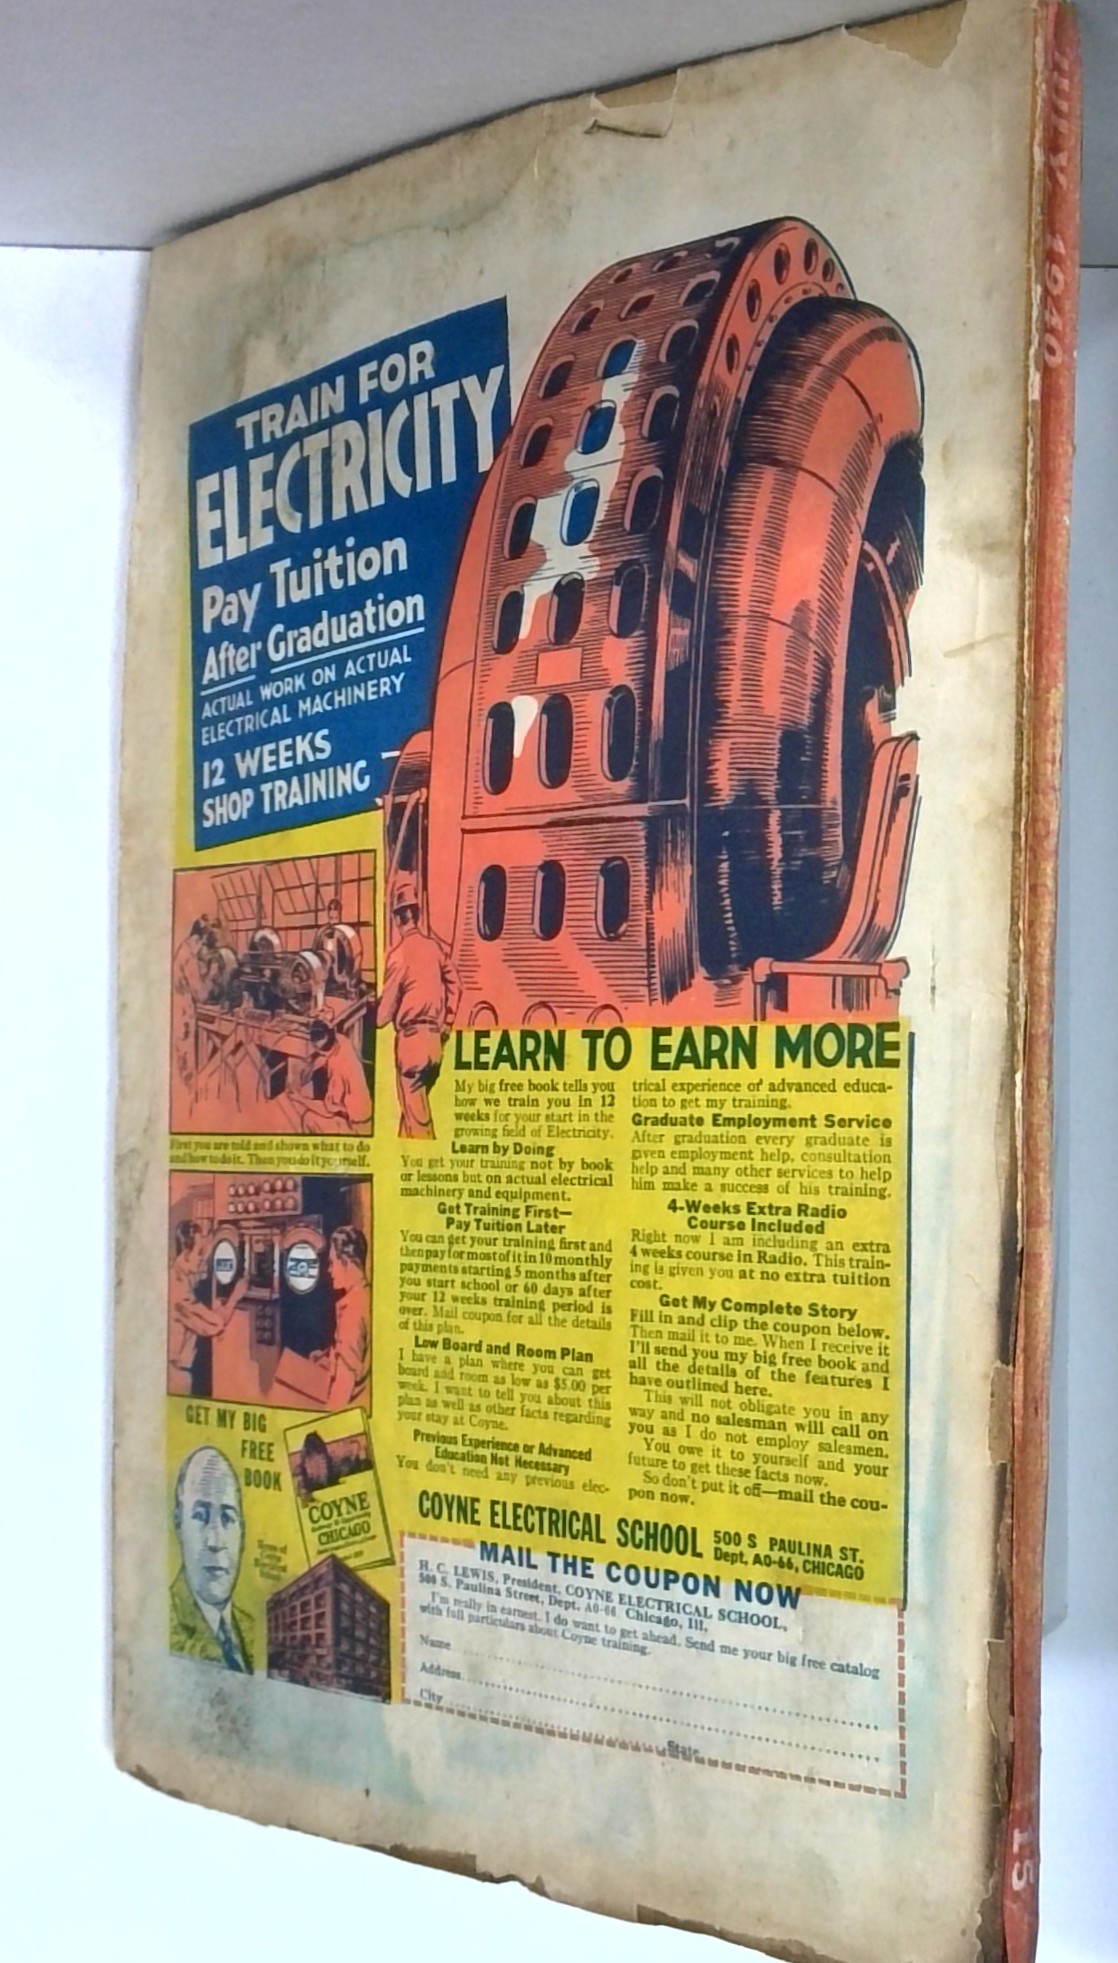 JULY 1940
15
TRAIN FOR
ELECTRICITY
Pay Tuition
After Graduation
ACTUAL WORK ON ACTUAL
ELECTRICAL MACHINERY
12 WEEKS
SHOP TRAINING
First you are told and shown what to do
and how to do it. Then you do it yourself.
GET MY BIG
FREE
BOOK
COYNE
CHICAGO
LEARN TO EARN MORE
My big free book tells you
how we train you in 12
weeks for your start in the
growing field of Electricity.
Learn by Doing
You get your training not by book
or lessons but on actual electrical
machinery and equipment.
Get Training First—
Pay Tuition Later
You can get your training first and
then pay for most of it in 10 monthly
payments starting 5 months after
you start school or 60 days after
your 12 weeks training period is
over. Mail coupon for all the details
of this plan.
Low Board and Room Plan
I have a plan where you can get
board and room as low as $5.00 per
week. I want to tell you about this
plan as well as other facts regarding
your stay at Coyne.
Previous Experience or Advanced
Education Not Necessary
You don't need any previous elec-
trical experience or advanced educa-
tion to get my training.
Graduate Employment Service
After graduation every graduate is
given employment help, consultation
help and many other services to help
him make a success of his training.
4-Weeks Extra Radio
Course Included
Right now I am including an extra
4 weeks course in Radio. This train-
ing is given you at no extra tuition
cost.
Get My Complete Story
Fill in and clip the coupon below.
Then mail it to me. When I receive it
I'll send you my big free book and
all the details of the features I
have outlined here.
This will not obligate you in any
way and no salesman will call on
you as I do not employ salesmen.
You owe it to yourself and your
future to get these facts now.
So don't put it off—mail the cou-
pon now.
COYNE ELECTRICAL SCHOOL 500 S PAULINA ST.
Dept. A0-66, CHICAGO
MAIL THE COUPON NOW
H. C. LEWIS, President, COYNE ELECTRICAL SCHOOL,
500 S. Paulina Street, Dept. A0-66 Chicago, Ill.
I'm really in earnest. I do want to get ahead. Send me your big free catalog
with full particulars about Coyne training.
Name
Address
City State